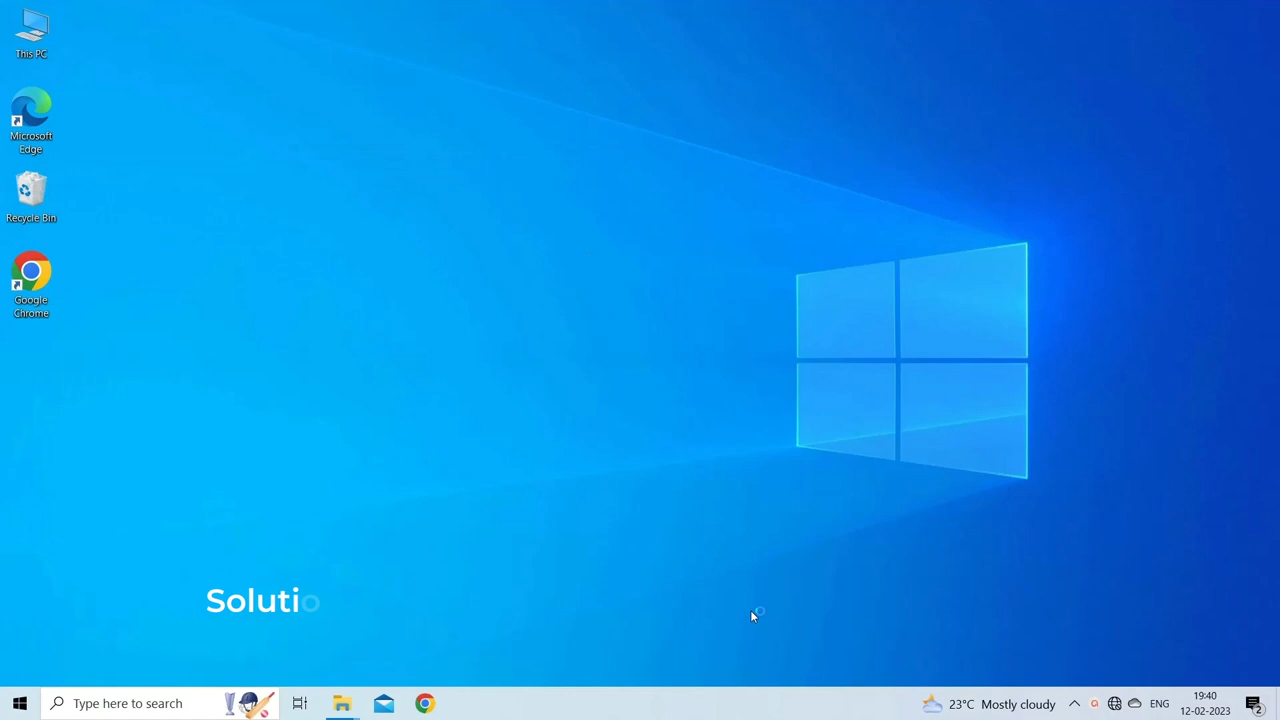 This PC
Microsoft
Edge
Recycle Bin
Google
Chrome
Solutio
Type here to search
23°C Mostly cloudy
ENG
19:40
12-02-2023
2